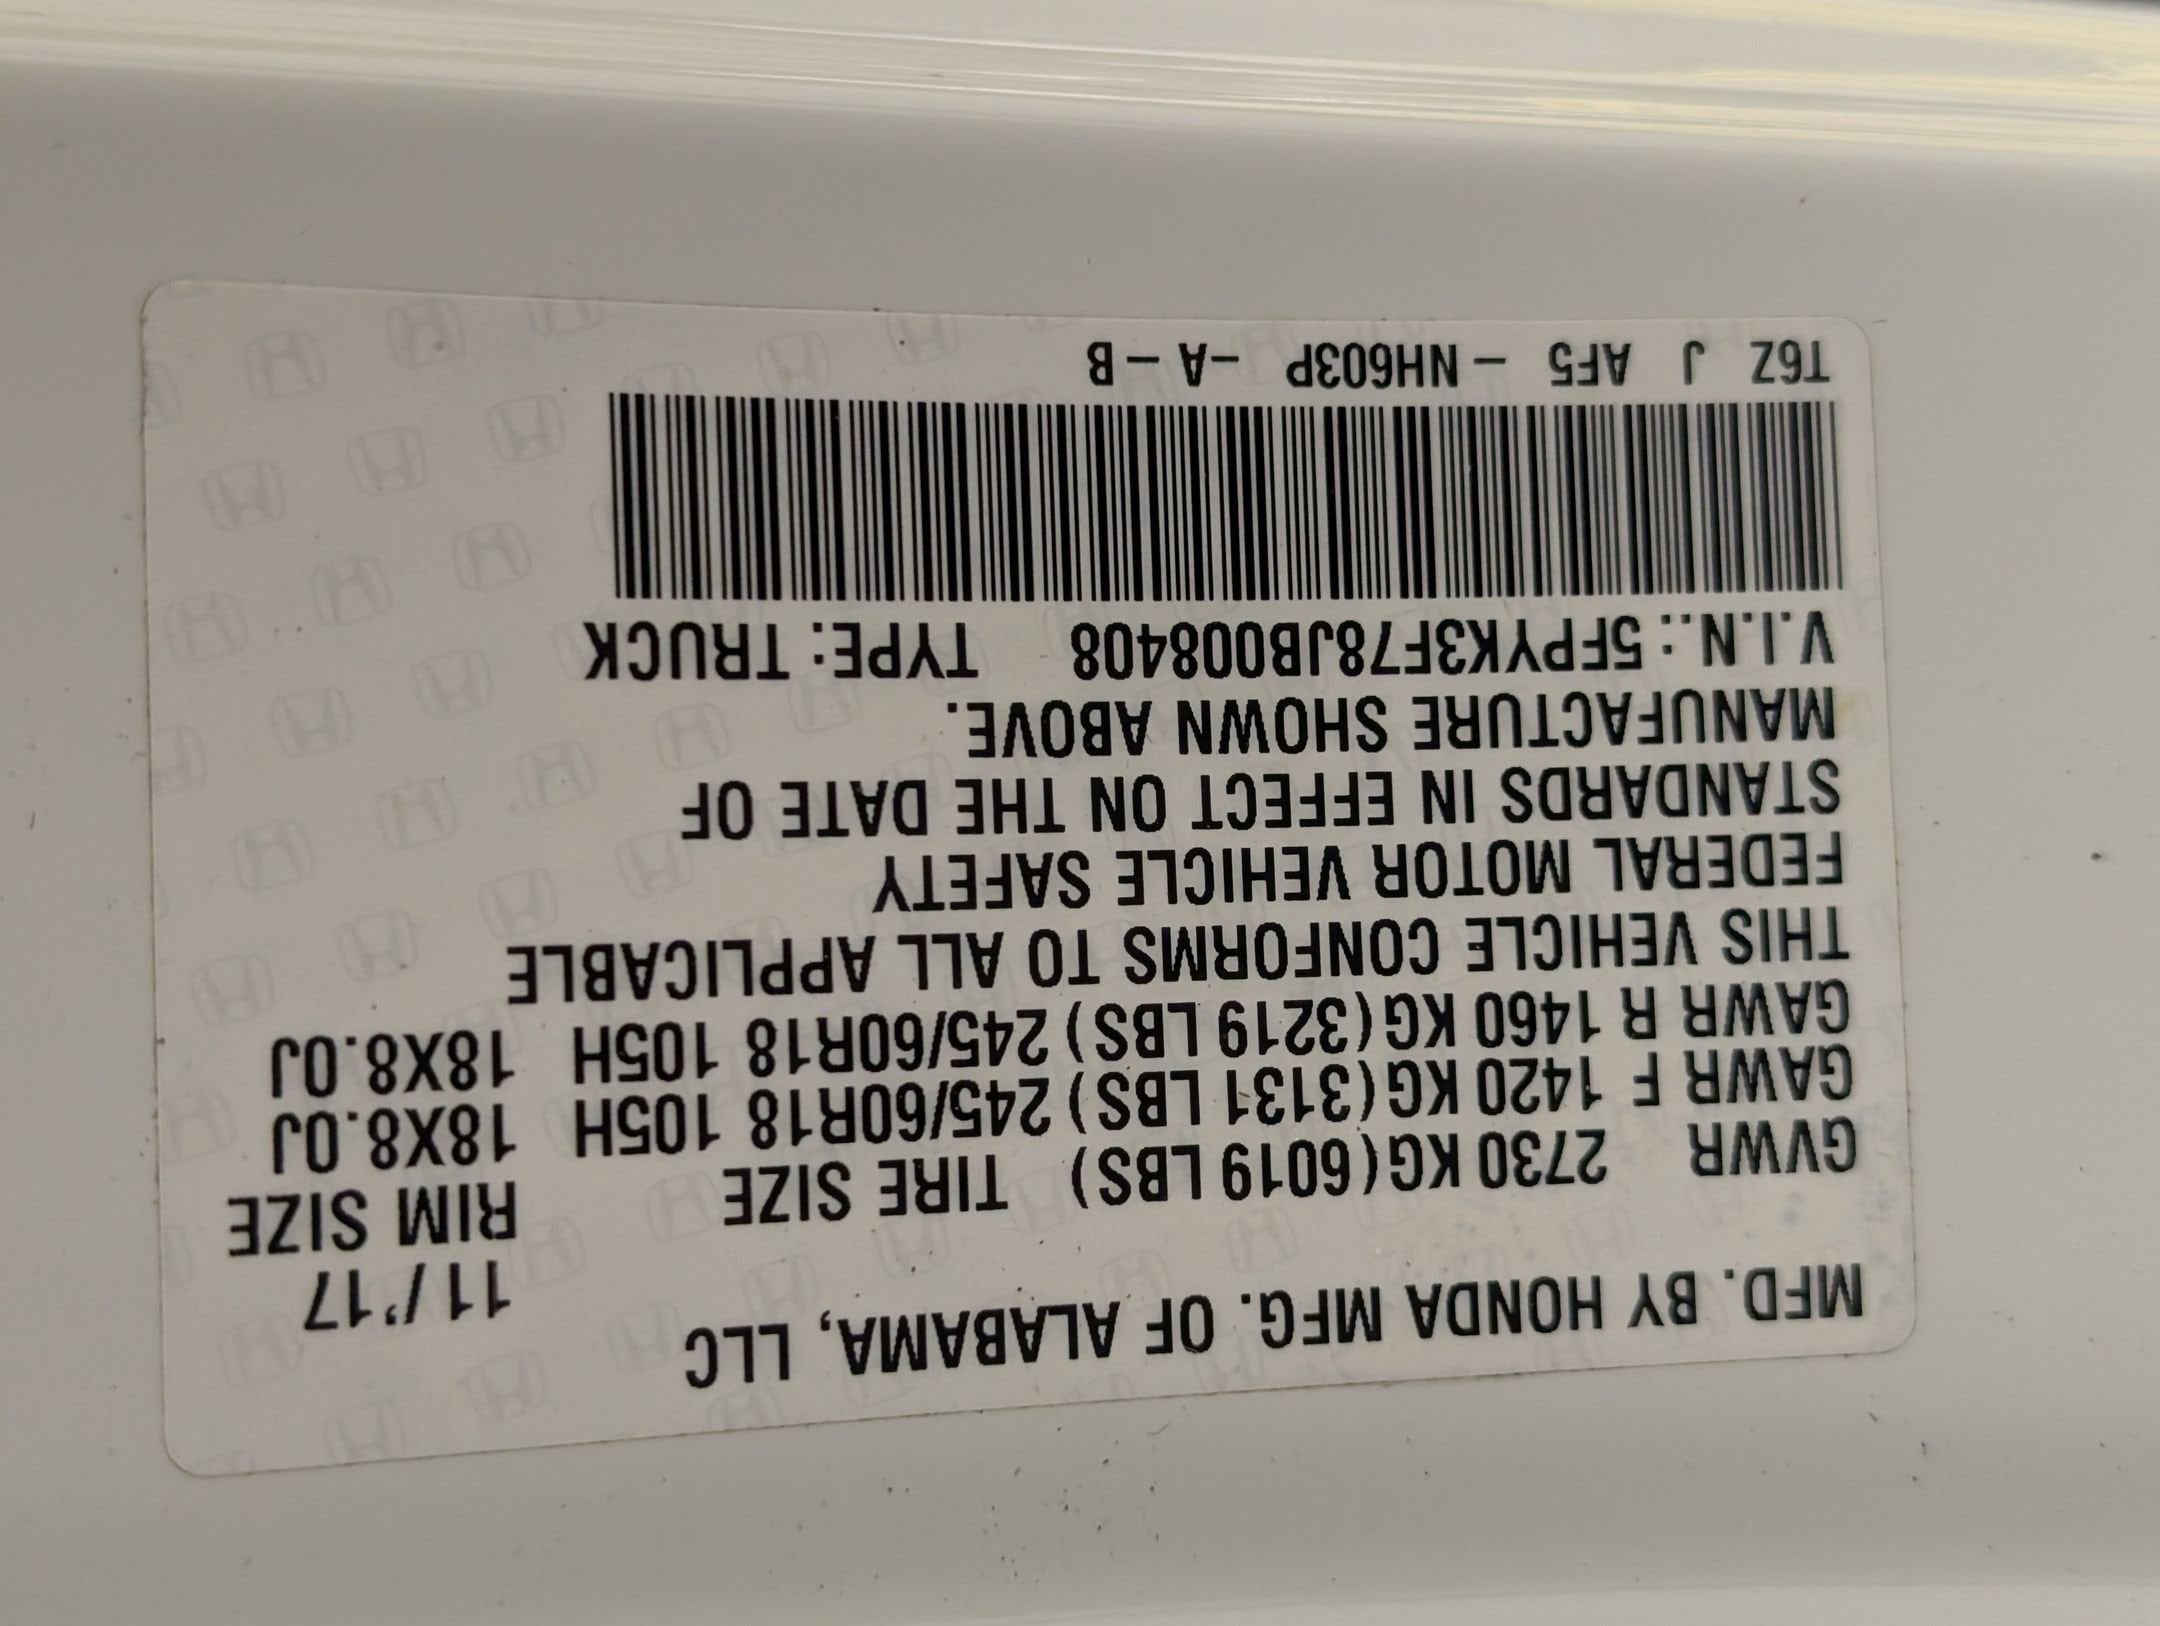 MFD. BY HONDA MFG. OF ALABAMA, LLC 11/'17
GVWR 2730 KG(6019 LBS) TIRE SIZE RIM SIZE
GAWR F 1420 KG(3131 LBS) 245/60R18 105H 18X8.0J
GAWR R 1460 KG(3219 LBS) 245/60R18 105H 18X8.0J
THIS VEHICLE CONFORMS TO ALL APPLICABLE
FEDERAL MOTOR VEHICLE SAFETY
STANDARDS IN EFFECT ON THE DATE OF
MANUFACTURE SHOWN ABOVE.
V.I.N.: 5FPYK3F78JB008408 TYPE: TRUCK
T6Z J AF5 – NH603P –A – B